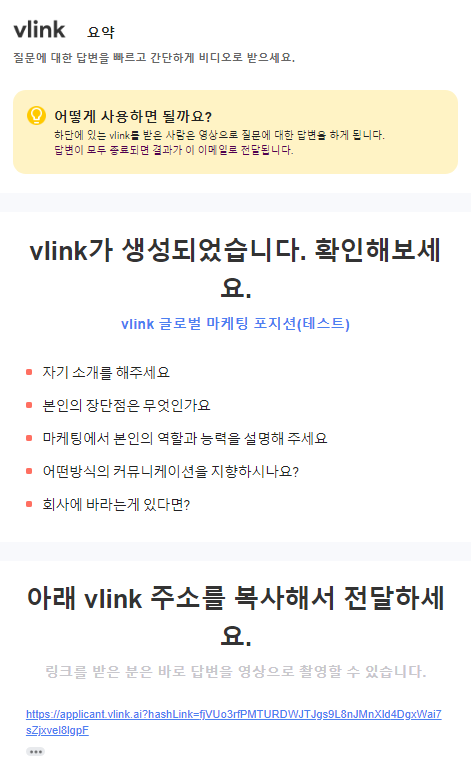 vlink 요약
질문에 대한 답변을 빠르고 간단하게 비디오로 받으세요.
어떻게 사용하면 될까요?
하단에 있는 vlink를 받은 사람은 영상으로 질문에 대한 답변을 하게 됩니다.
답변이 모두 종료되면 결과가 이 이메일로 전달됩니다.
vlink가 생성되었습니다. 확인해보세
요.
vlink 글로벌 마케팅 포지션(테스트)
자기 소개를 해주세요
본인의 장단점은 무엇인가요
마케팅에서 본인의 역할과 능력을 설명해 주세요
어떤방식의 커뮤니케이션을 지향하시나요?
회사에 바라는게 있다면?
아래 vlink 주소를 복사해서 전달하세
요.
링크를 받은 분은 바로 답변을 영상으로 촬영할 수 있습니다.
https://applicant.vlink.ai?hashLink=fjVUo3rfPMTURDWJTJgs9L8nJMnXld4DgxWai7
sZjxvel8lgpF